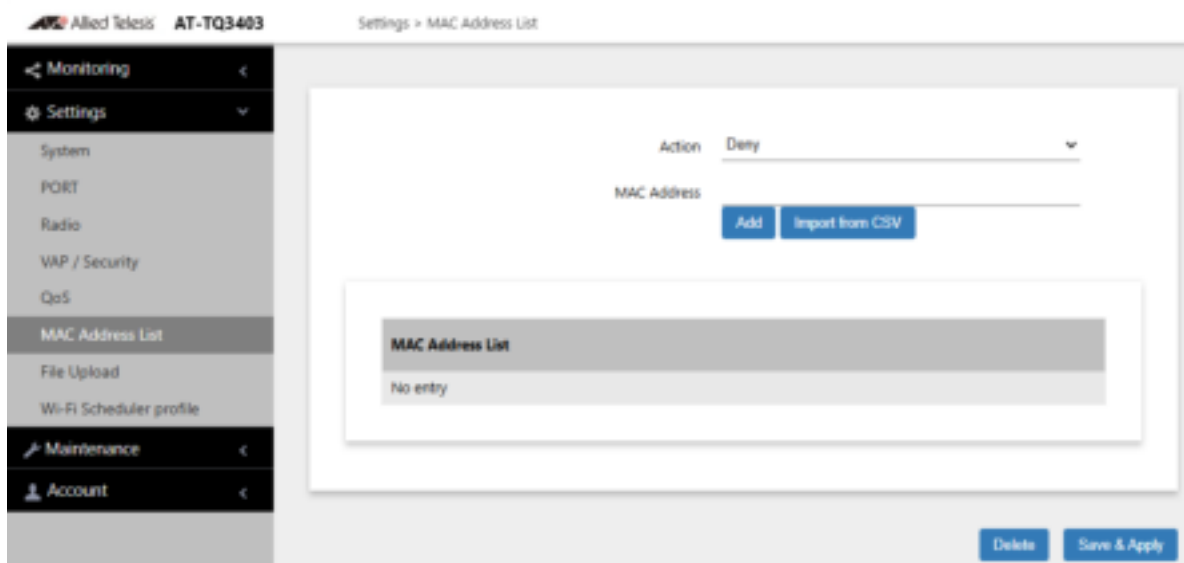 Allied Telesis AT-TQ3403
Settings > MAC Address List
Monitoring
Settings
System
PORT
Radio
VAP / Security
QoS
MAC Address List
File Upload
Wi-Fi Scheduler profile
Maintenance
Account
Action Deny
MAC Address
Add Import from CSV
MAC Address List
No entry
Delete Save & Apply